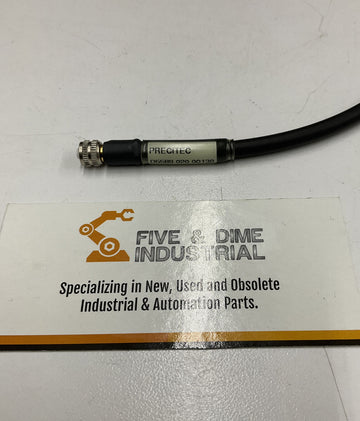 PRECITEC
FIVE & DIME
INDUSTRIAL
Specializing in New, Used and Obsolete
Industrial & Automation Parts.